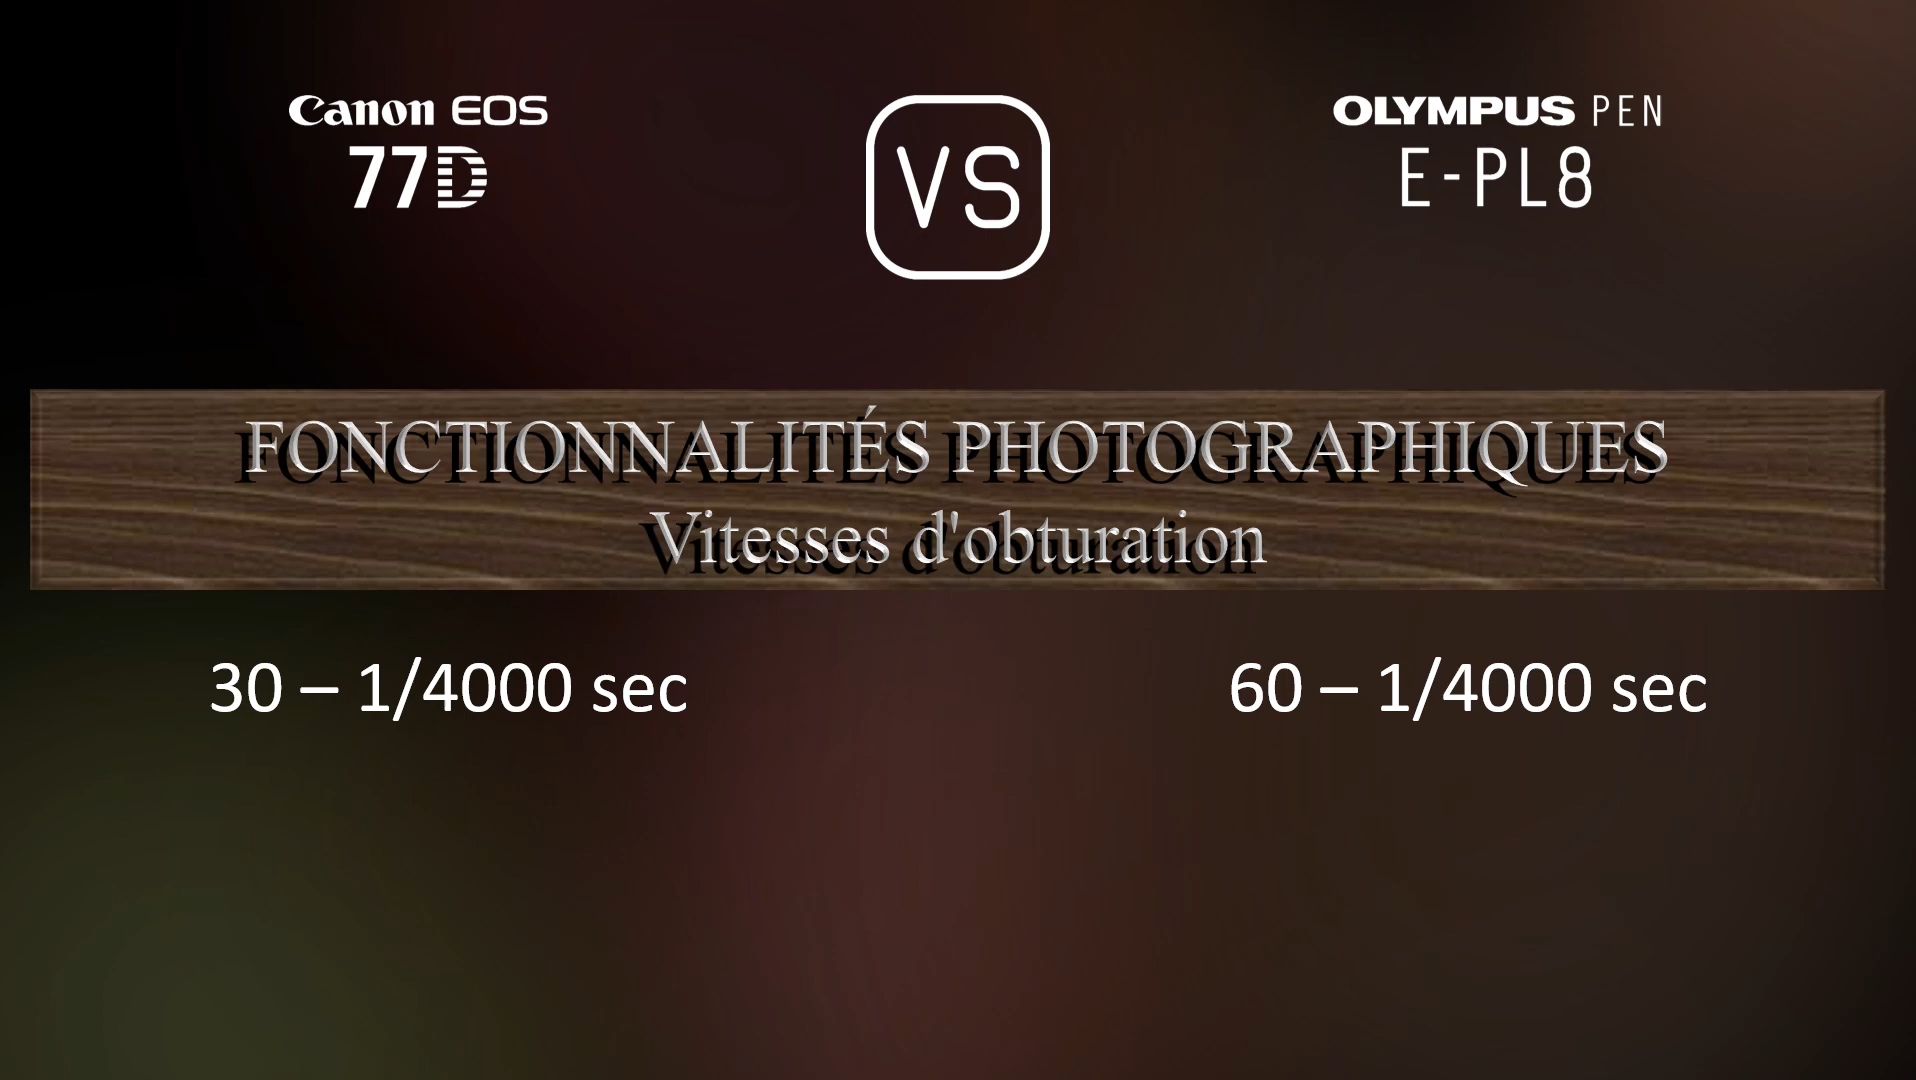 Canon EOS
77D
VS
OLYMPUS PEN
E-PL8
FONCTIONNALITÉS PHOTOGRAPHIQUES
Vitesses d'obturation
30 – 1/4000 sec
60 – 1/4000 sec